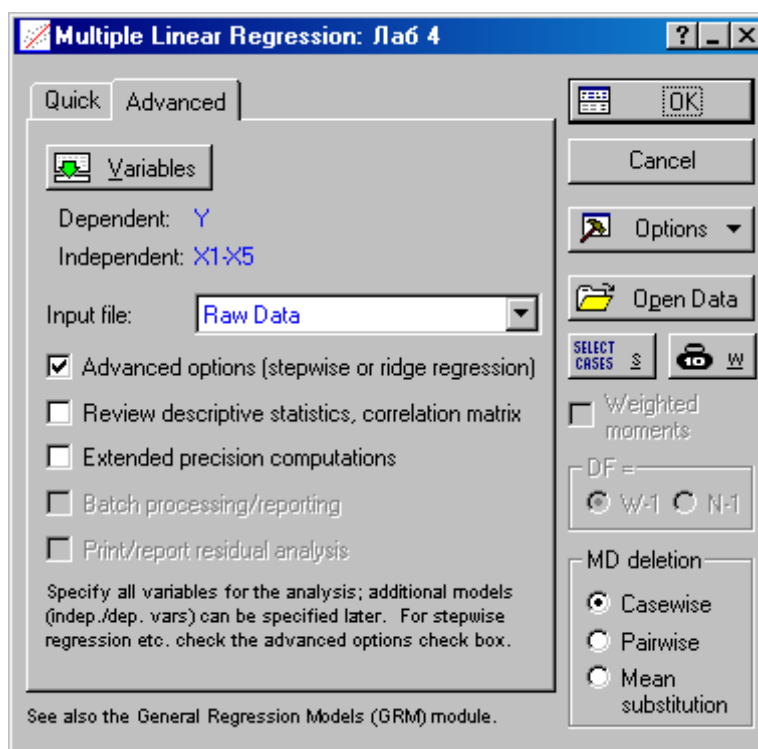 Multiple Linear Regression: Лаб 4
Quick
Advanced
Variables
Dependent: Y
Independent: X1-X5
Input file: Raw Data
Advanced options (stepwise or ridge regression)
Review descriptive statistics, correlation matrix
Extended precision computations
Batch processing/reporting
Print/report residual analysis
Specify all variables for the analysis; additional models
(indep./dep. vars) can be specified later. For stepwise
regression etc. check the advanced options check box.
See also the General Regression Models (GRM) module.
OK
Cancel
Options
Open Data
SELECT
CASES S
W
Weighted
moments
DF =
W-1 N-1
MD deletion
Casewise
Pairwise
Mean
substitution